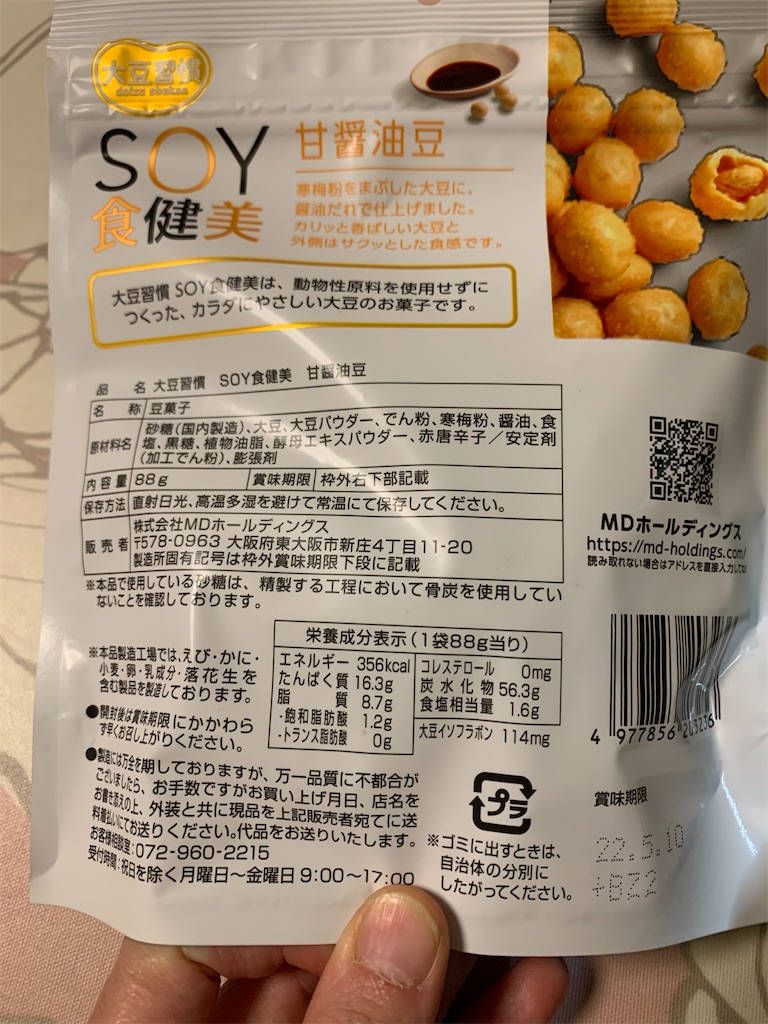 大豆習慣
daizu shukan
SOY
食健美
甘醤油豆
寒梅粉をまぶした大豆に、
醤油だれで仕上げました。
カリッと香ばしい大豆と
外側はサクッとした食感です。
大豆習慣 SOY食健美は、動物性原料を使用せずに
つくった、カラダにやさしい大豆のお菓子です。
品 名 大豆習慣 SOY食健美 甘醤油豆
名 称 豆菓子
原材料名 砂糖(国内製造)、大豆、大豆パウダー、でん粉、寒梅粉、醤油、食
塩、黒糖、植物油脂、酵母エキスパウダー、赤唐辛子/安定剤
(加工でん粉)、膨張剤
内容量 88g 賞味期限 枠外右下部記載
保存方法 直射日光、高温多湿を避けて常温にて保存してください。
販売者 株式会社MDホールディングス
〒578-0963 大阪府東大阪市新庄4丁目11-20
製造所固有記号は枠外賞味期限下段に記載
※本品で使用している砂糖は、精製する工程において骨炭を使用してい
ないことを確認しております。
MDホールディングス
https://md-holdings.com/
読み取れない場合はアドレスを直接入力して
※本品製造工場では、えび・かに・
小麦・卵・乳成分・落花生を
含む製品を製造しております。
●開封後は賞味期限にかかわら
ず早くお召し上がりください。
栄養成分表示(1袋88g当り)
エネルギー 356kcal
たんぱく質 16.3g
脂質 8.7g
-飽和脂肪酸 1.2g
-トランス脂肪酸 0g
コレステロール 0mg
炭水化物 56.3g
食塩相当量 1.6g
大豆イソフラボン 114mg
●製造には万全を期しておりますが、万一品質に不都合が
ございましたら、お手数ですがお買い上げ月日、店名を
お書き添えの上、外装と共に現品を上記販売者宛てに送
料着払いにてお送りください。代品をお送りいたします。
お客様相談室:072-960-2215
受付時間:祝日を除く月曜日～金曜日 9:00～17:00
プラ
※ゴミに出すときは、
自治体の分別に
したがってください。
4 977856 203236
賞味期限
22.5.10
+BZ2